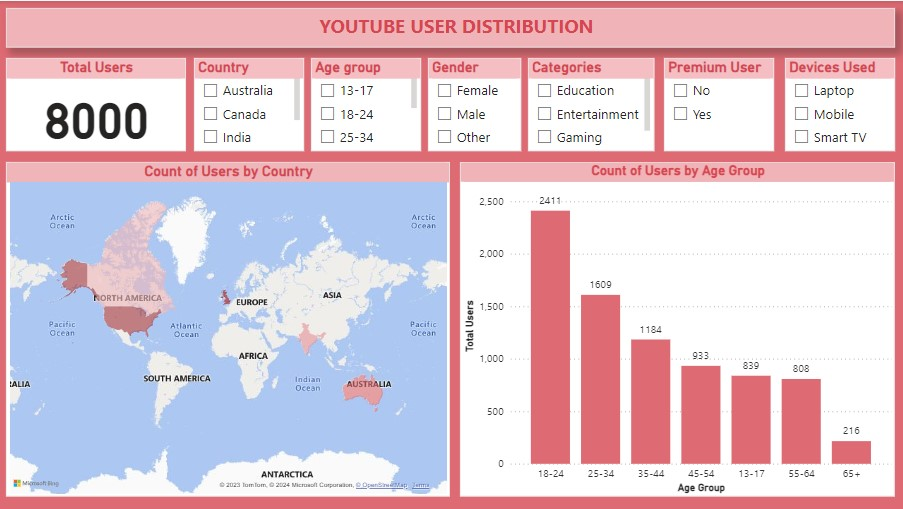 YOUTUBE USER DISTRIBUTION
Total Users
8000
Country
Australia
Canada
India
Age group
13-17
18-24
25-34
Gender
Female
Male
Other
Categories
Education
Entertainment
Gaming
Premium User
No
Yes
Devices Used
Laptop
Mobile
Smart TV
Count of Users by Country
Arctic
Ocean
Arctic
Ocean
NORTH AMERICA
EUROPE
ASIA
Pacific
Ocean
Atlantic
Ocean
Pacific
Ocean
AFRICA
RALIA
SOUTH AMERICA
Indian
Ocean
AUSTRALIA
ANTARCTICA
Microsoft Bing
© 2023 TomTom, © 2024 Microsoft Corporation, © OpenStreetMap Terms
Count of Users by Age Group
Total Users
2,500
2,000
1,500
1,000
500
0
2411
1609
1184
933
839
808
216
18-24
25-34
35-44
45-54
13-17
55-64
65+
Age Group